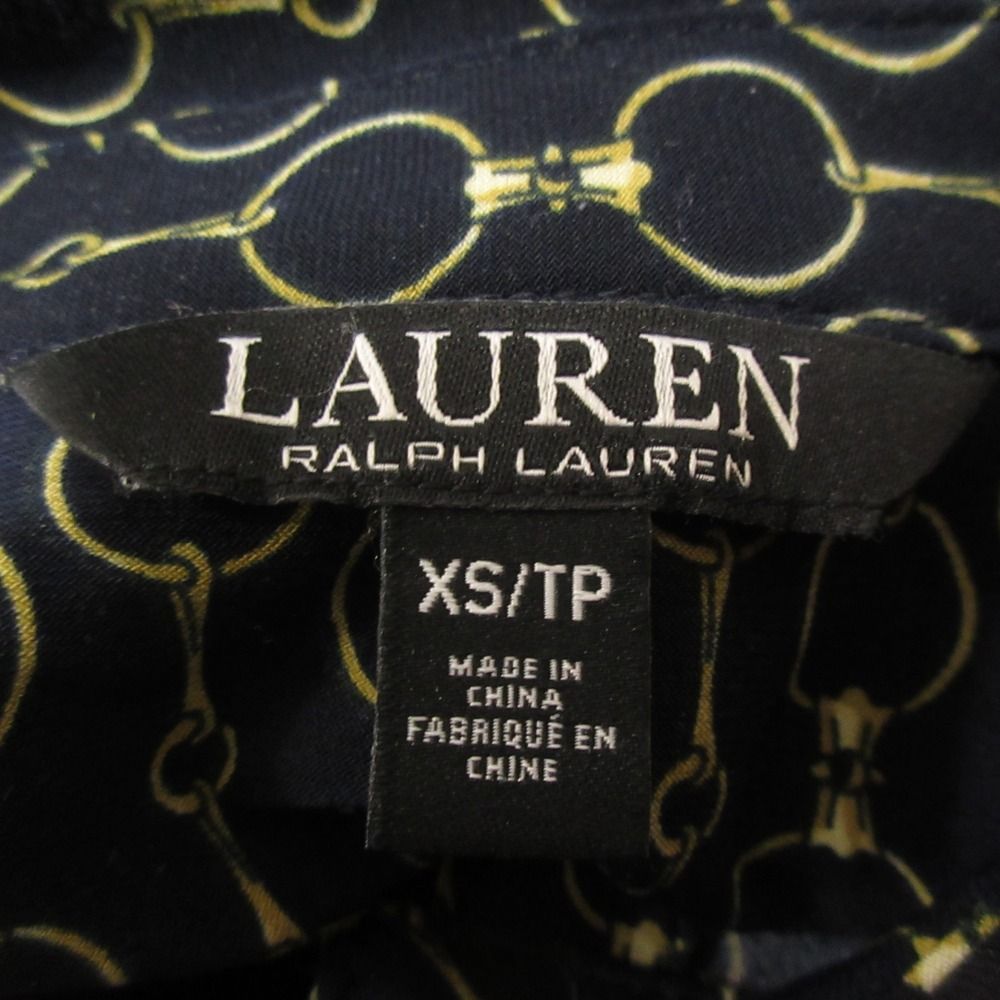 LAUREN
RALPH LAUREN
XS/TP
MADE IN
CHINA
FABRIQUÉ EN
CHINE